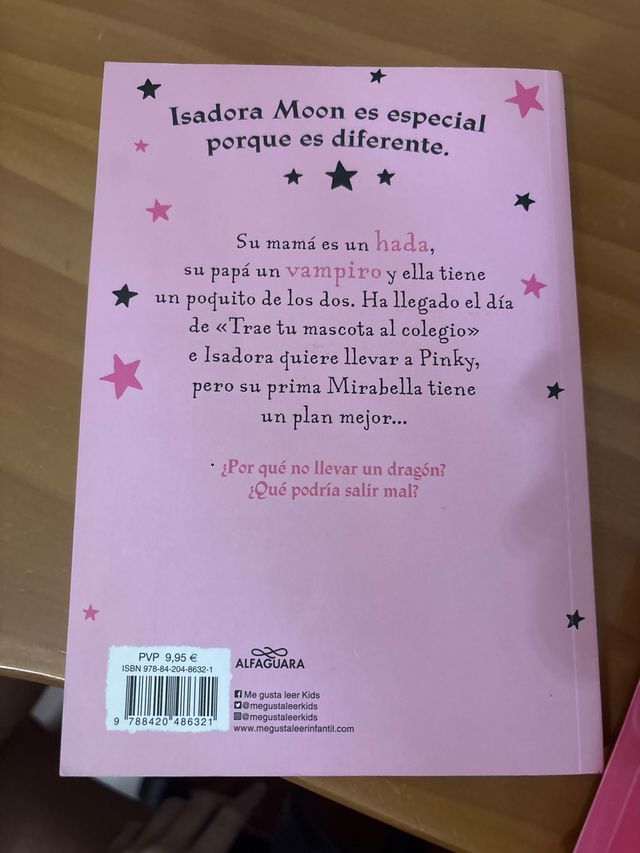 Isadora Moon es especial
porque es diferente.
Su mamá es un hada,
su papá un vampiro y ella tiene
un poquito de los dos. Ha llegado el día
de «Trae tu mascota al colegio»
e Isadora quiere llevar a Pinky,
pero su prima Mirabella tiene
un plan mejor...
¿Por qué no llevar un dragón?
¿Qué podría salir mal?
PVP 9,95 €
ISBN 978-84-204-8632-1
9 788420 486321
ALFAGUARA
Me gusta leer Kids
@megustaleerkids
@megustaleerkids
www.megustaleerinfantil.com